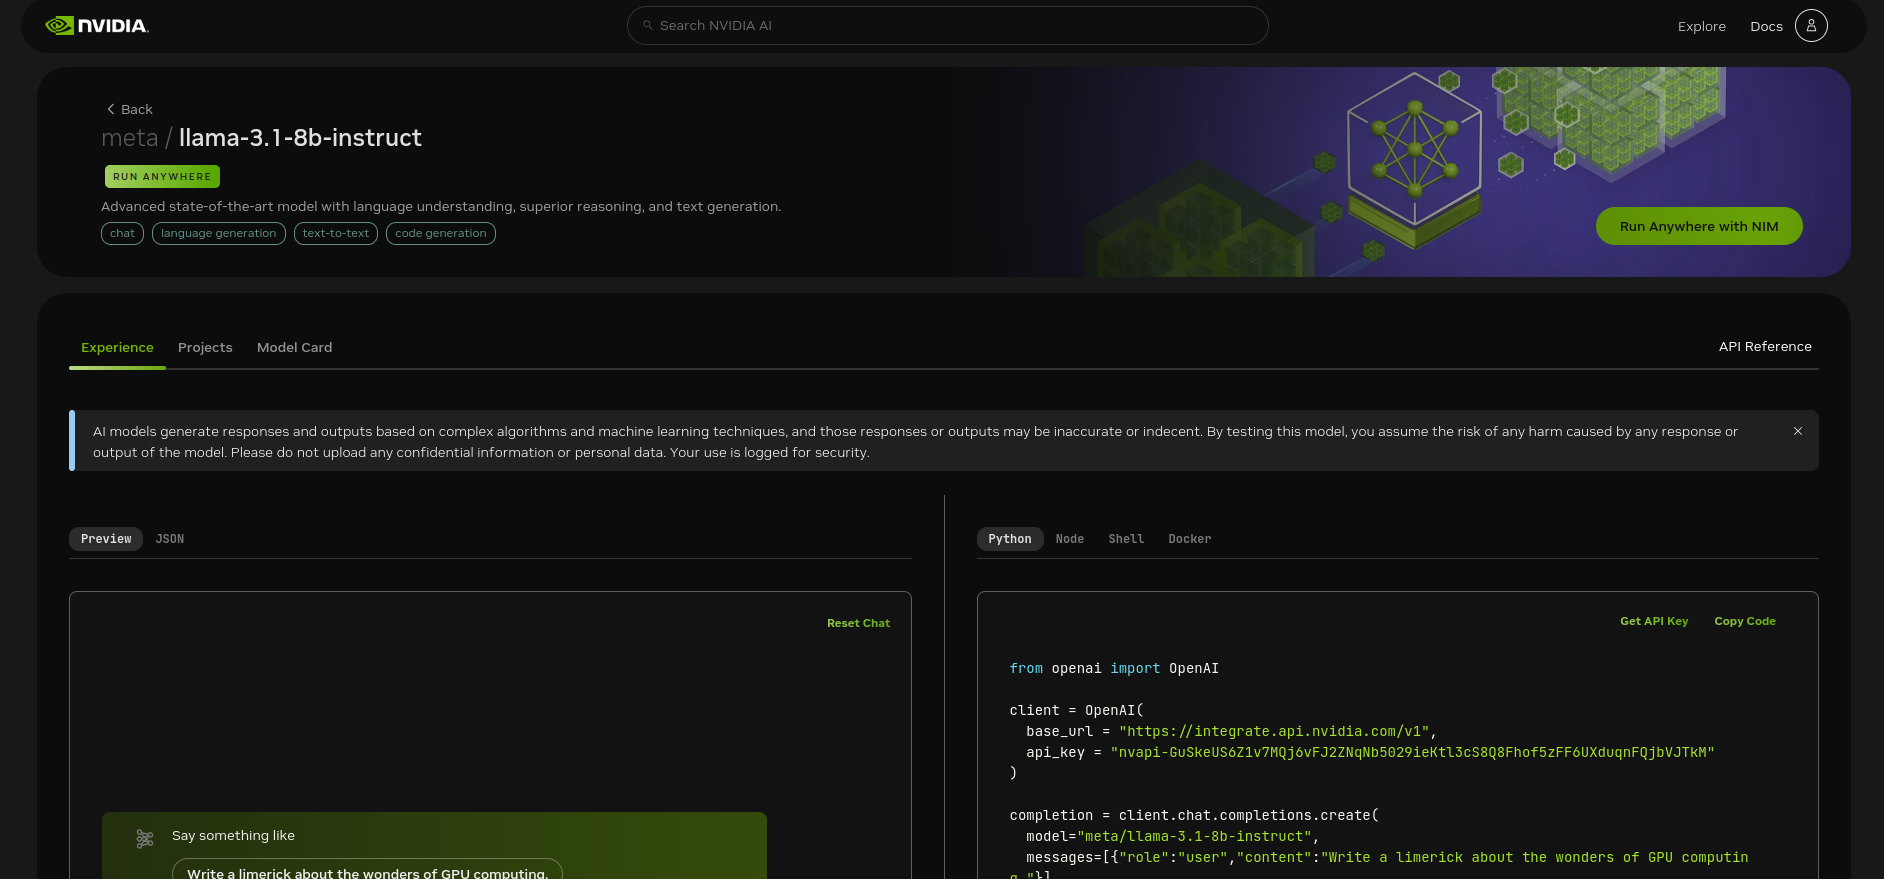 NVIDIA.
Search NVIDIA AI
Explore
Docs
Back
meta / llama-3.1-8b-instruct
RUN ANYWHERE
Advanced state-of-the-art model with language understanding, superior reasoning, and text generation.
chat
language generation
text-to-text
code generation
Run Anywhere with NIM
Experience
Projects
Model Card
API Reference
AI models generate responses and outputs based on complex algorithms and machine learning techniques, and those responses or outputs may be inaccurate or indecent. By testing this model, you assume the risk of any harm caused by any response or
output of the model. Please do not upload any confidential information or personal data. Your use is logged for security.
Preview
JSON
Reset Chat
Say something like
Write a limerick about the wonders of GPU computing.
Python
Node
Shell
Docker
Get API Key
Copy Code
from openai import OpenAI
client = OpenAI(
base_url = "https://integrate.api.nvidia.com/v1",
api_key = "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"
)
completion = client.chat.completions.create(
model="meta/llama-3.1-8b-instruct",
messages=[{"role":"user","content":"Write a limerick about the wonders of GPU computin
g."}],